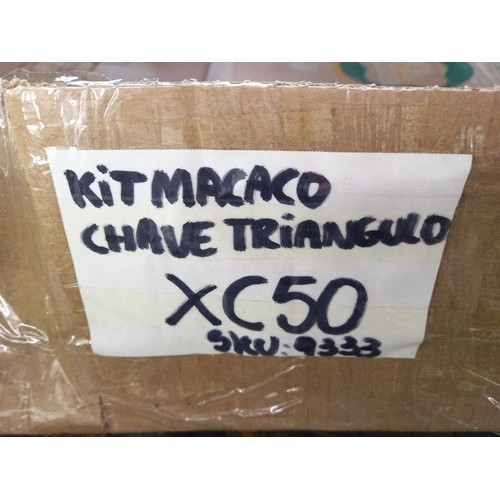 KIT MACACO
CHAVE TRIANGULO
XC50
SKU: 9333